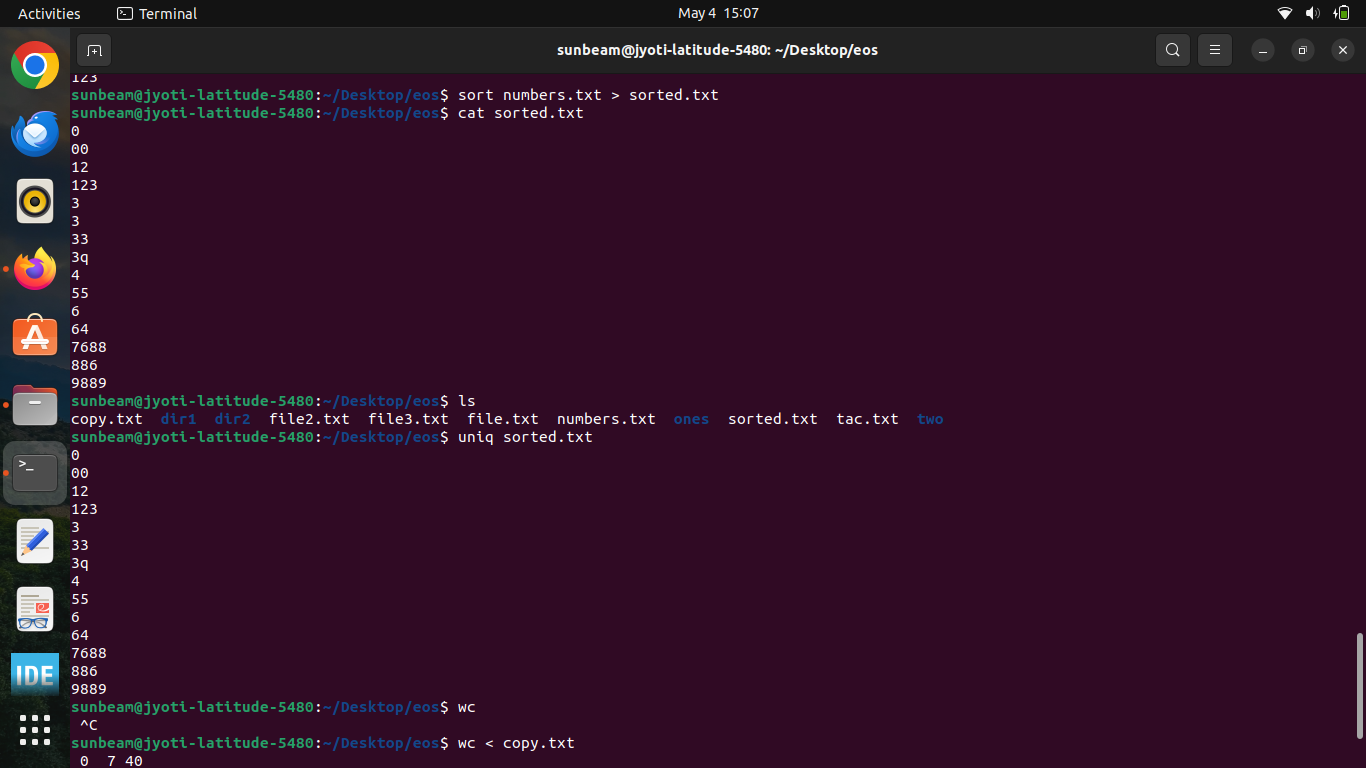 Activities Terminal May 4 15:07
sunbeam@jyoti-latitude-5480: ~/Desktop/eos
123
sunbeam@jyoti-latitude-5480:~/Desktop/eos$ sort numbers.txt > sorted.txt
sunbeam@jyoti-latitude-5480:~/Desktop/eos$ cat sorted.txt
0
00
12
123
3
3
33
3q
4
55
6
64
7688
886
9889
sunbeam@jyoti-latitude-5480:~/Desktop/eos$ ls
copy.txt dir1 dir2 file2.txt file3.txt file.txt numbers.txt ones sorted.txt tac.txt two
sunbeam@jyoti-latitude-5480:~/Desktop/eos$ uniq sorted.txt
0
00
12
123
3
33
3q
4
55
6
64
7688
886
9889
sunbeam@jyoti-latitude-5480:~/Desktop/eos$ wc
^C
sunbeam@jyoti-latitude-5480:~/Desktop/eos$ wc < copy.txt
0 7 40
>_
IDE